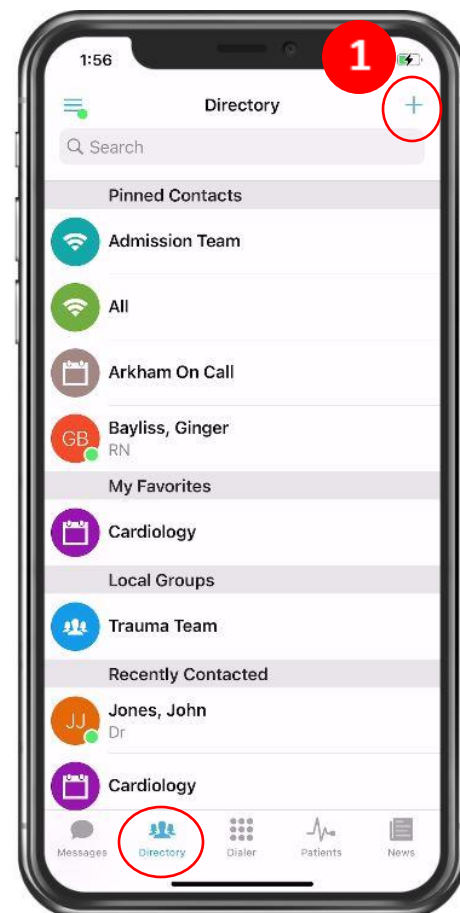 1:56
1
Directory
Search
Pinned Contacts
Admission Team
All
Arkham On Call
GB
Bayliss, Ginger
RN
My Favorites
Cardiology
Local Groups
Trauma Team
Recently Contacted
JJ
Jones, John
Dr
Cardiology
Messages Directory Dialer Patients News